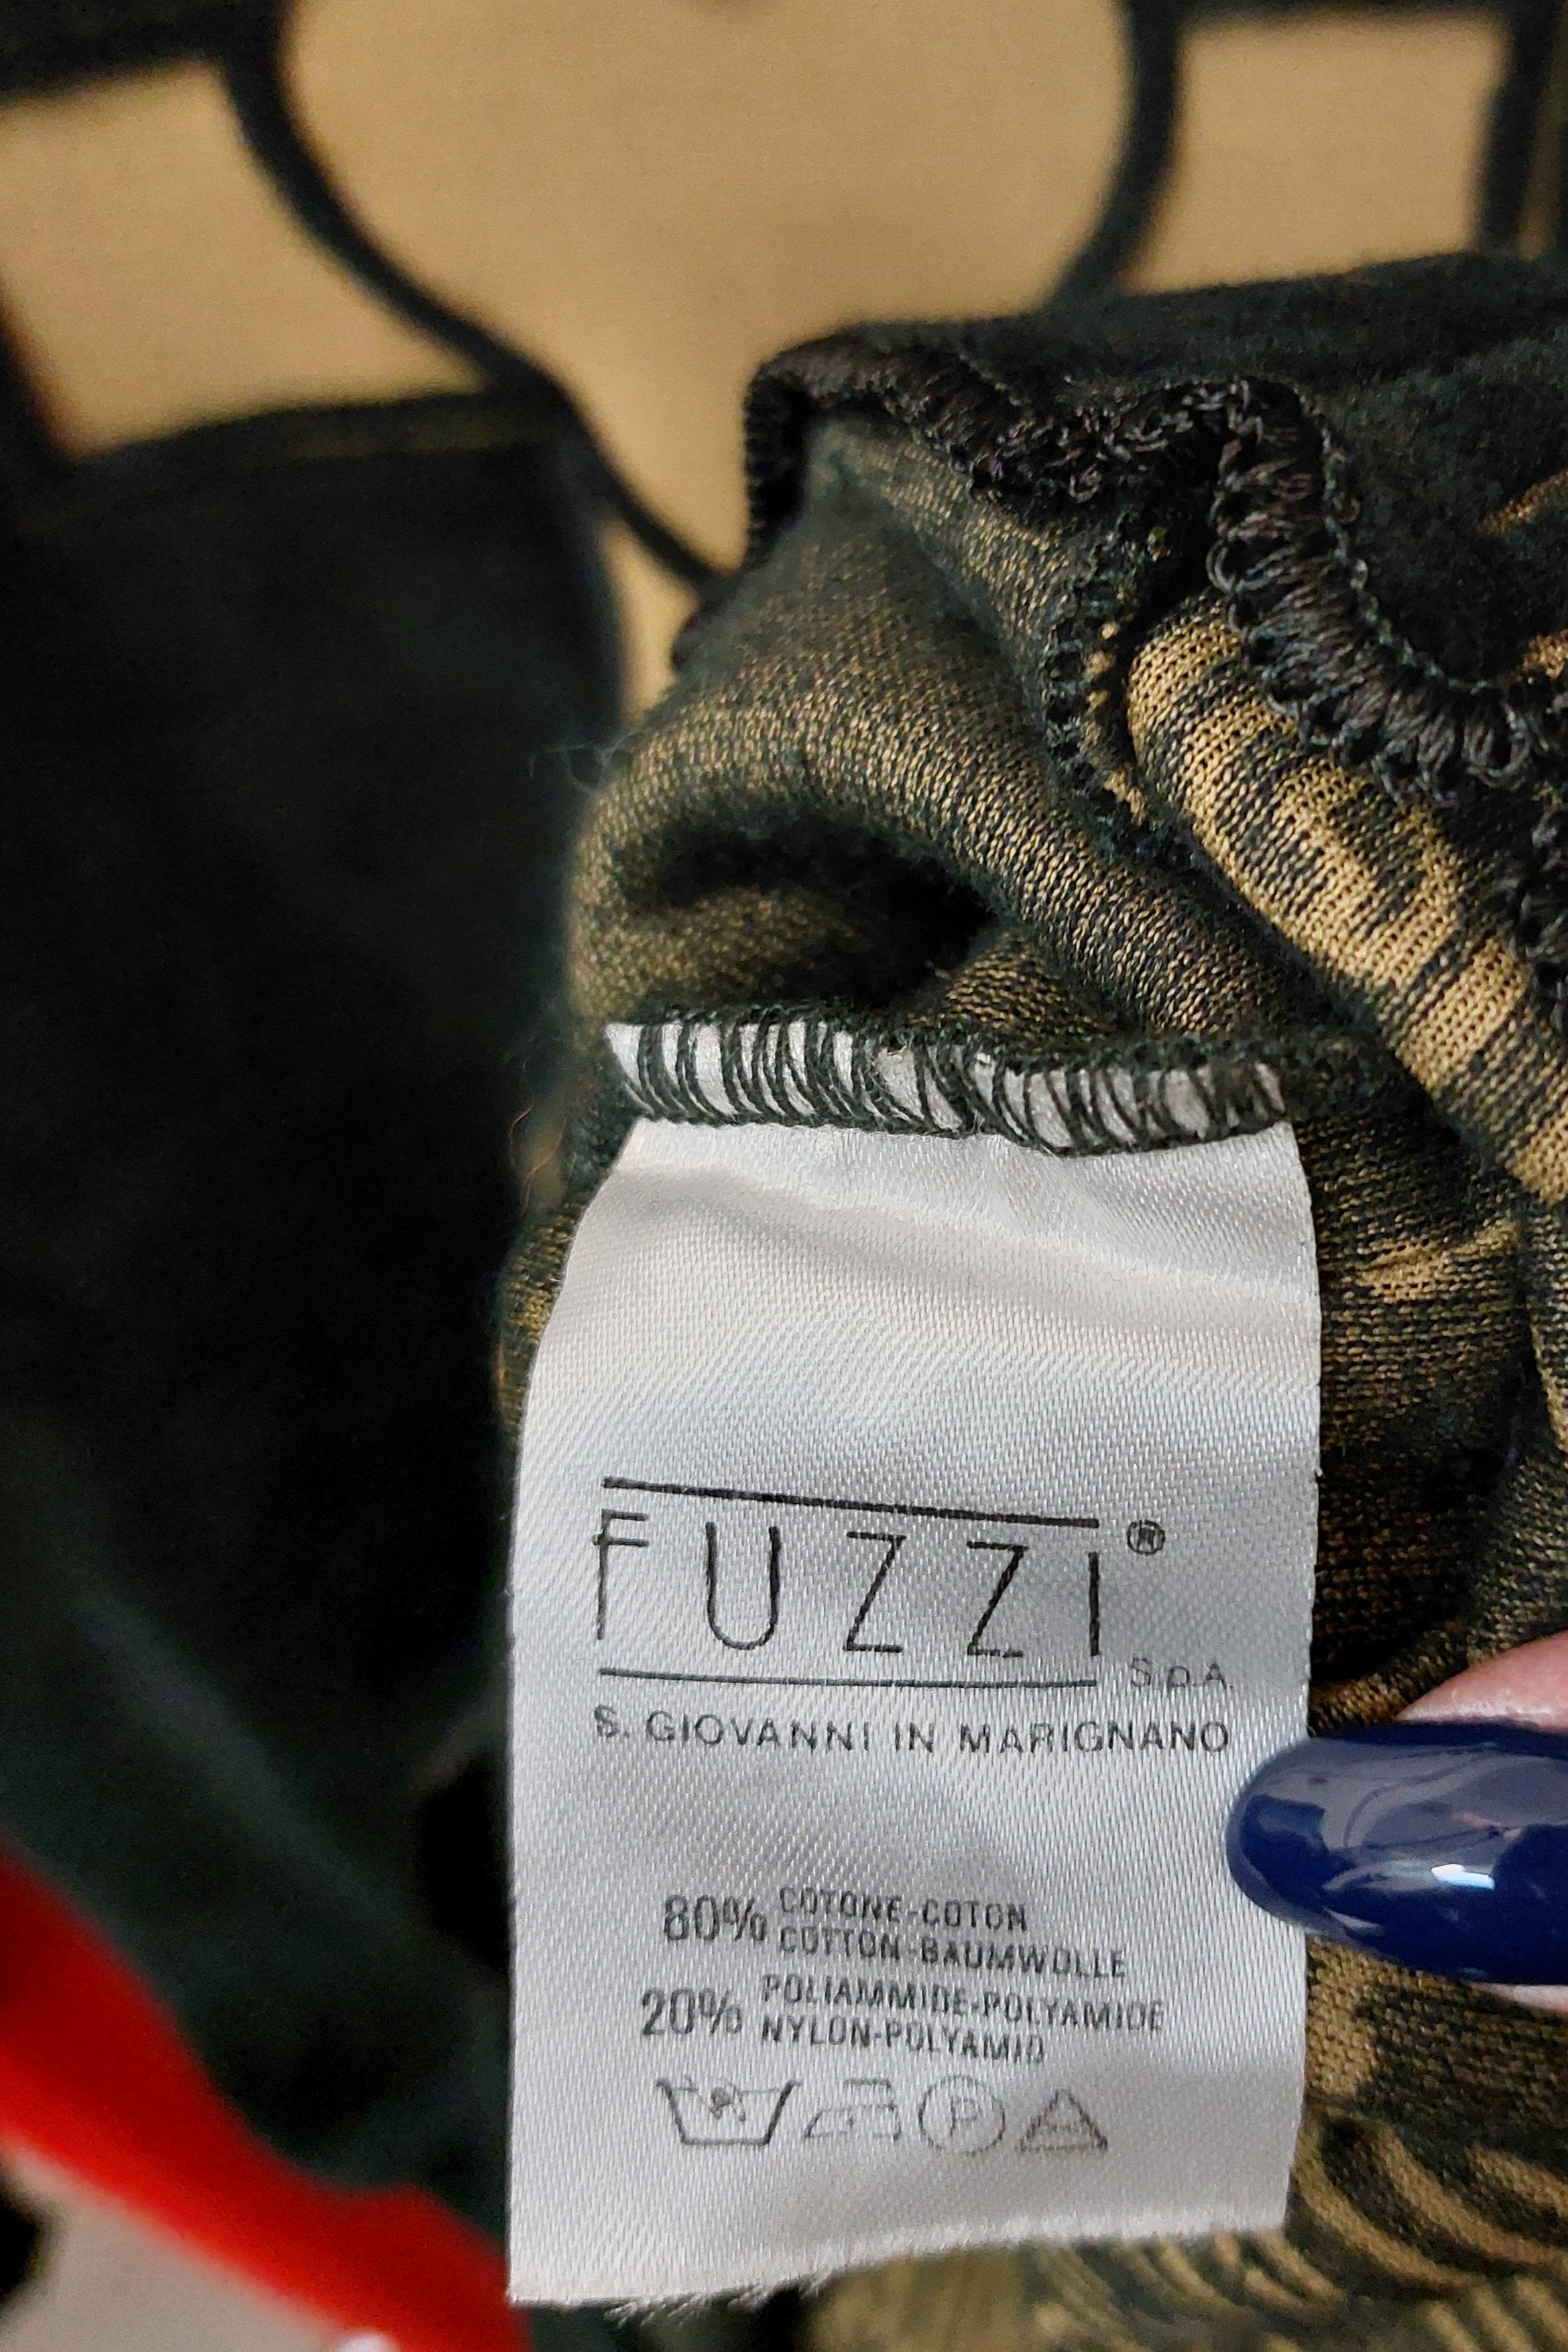 FUZZI®
S.p.A.
S. GIOVANNI IN MARIGNANO
80% COTONE-COTON
COTTON-BAUMWOLLE
20% POLIAMMIDE-POLYAMIDE
NYLON-POLYAMID
P